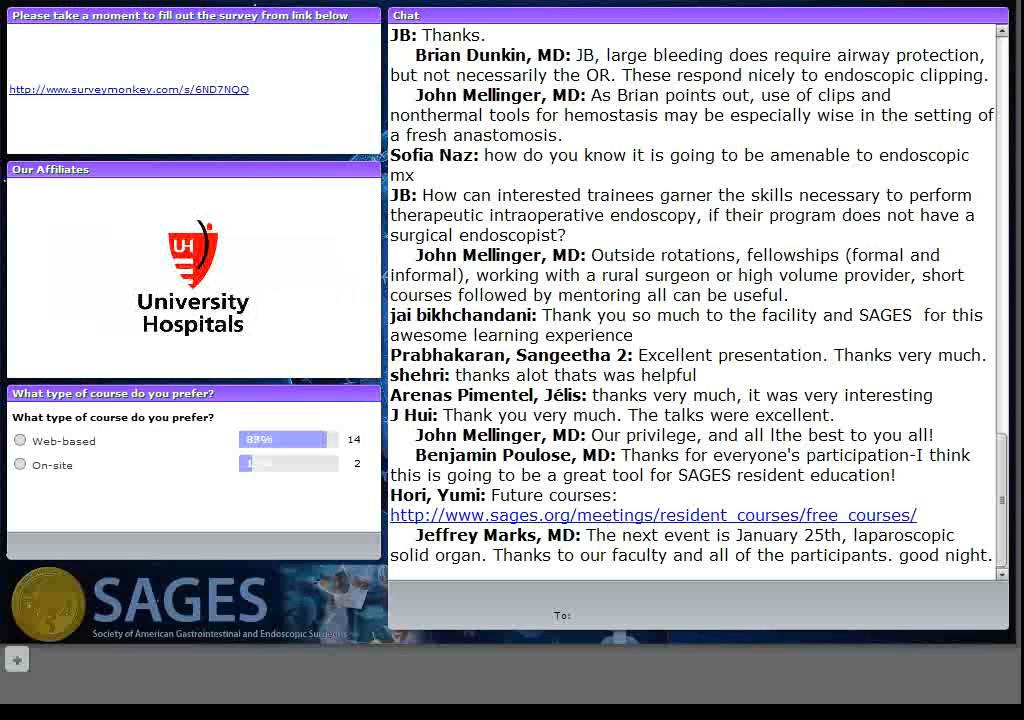 Please take a moment to fill out the survey from link below
http://www.surveymonkey.com/s/6ND7NQQ
Our Affiliates
UH
University
Hospitals
What type of course do you prefer?
What type of course do you prefer?
Web-based
14
On-site
2
SAGES
Society of American Gastrointestinal and Endoscopic Surgeons
Chat
JB: Thanks.
Brian Dunkin, MD: JB, large bleeding does require airway protection,
but not necessarily the OR. These respond nicely to endoscopic clipping.
John Mellinger, MD: As Brian points out, use of clips and
nonthermal tools for hemostasis may be especially wise in the setting of
a fresh anastomosis.
Sofia Naz: how do you know it is going to be amenable to endoscopic
mx
JB: How can interested trainees garner the skills necessary to perform
therapeutic intraoperative endoscopy, if their program does not have a
surgical endoscopist?
John Mellinger, MD: Outside rotations, fellowships (formal and
informal), working with a rural surgeon or high volume provider, short
courses followed by mentoring all can be useful.
jai bikhchandani: Thank you so much to the facility and SAGES for this
awesome learning experience
Prabhakaran, Sangeetha 2: Excellent presentation. Thanks very much.
shehri: thanks alot thats was helpful
Arenas Pimentel, Jélis: thanks very much, it was very interesting
J Hui: Thank you very much. The talks were excellent.
John Mellinger, MD: Our privilege, and all lthe best to you all!
Benjamin Poulose, MD: Thanks for everyone's participation-I think
this is going to be a great tool for SAGES resident education!
Hori, Yumi: Future courses:
http://www.sages.org/meetings/resident_courses/free_courses/
Jeffrey Marks, MD: The next event is January 25th, laparoscopic
solid organ. Thanks to our faculty and all of the participants. good night.
To: